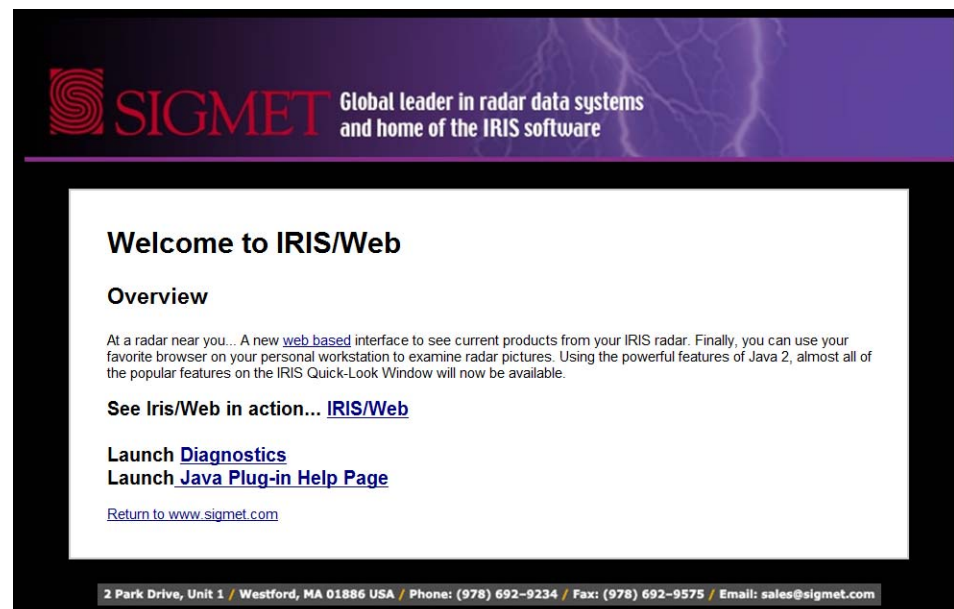 SIGMET
Global leader in radar data systems
and home of the IRIS software
Welcome to IRIS/Web
Overview
At a radar near you... A new web based interface to see current products from your IRIS radar. Finally, you can use your
favorite browser on your personal workstation to examine radar pictures. Using the powerful features of Java 2, almost all of
the popular features on the IRIS Quick-Look Window will now be available.
See Iris/Web in action... IRIS/Web
Launch Diagnostics
Launch Java Plug-in Help Page
Return to www.sigmet.com
2 Park Drive, Unit 1 / Westford, MA 01886 USA / Phone: (978) 692-9234 / Fax: (978) 692-9575 / Email: sales@sigmet.com